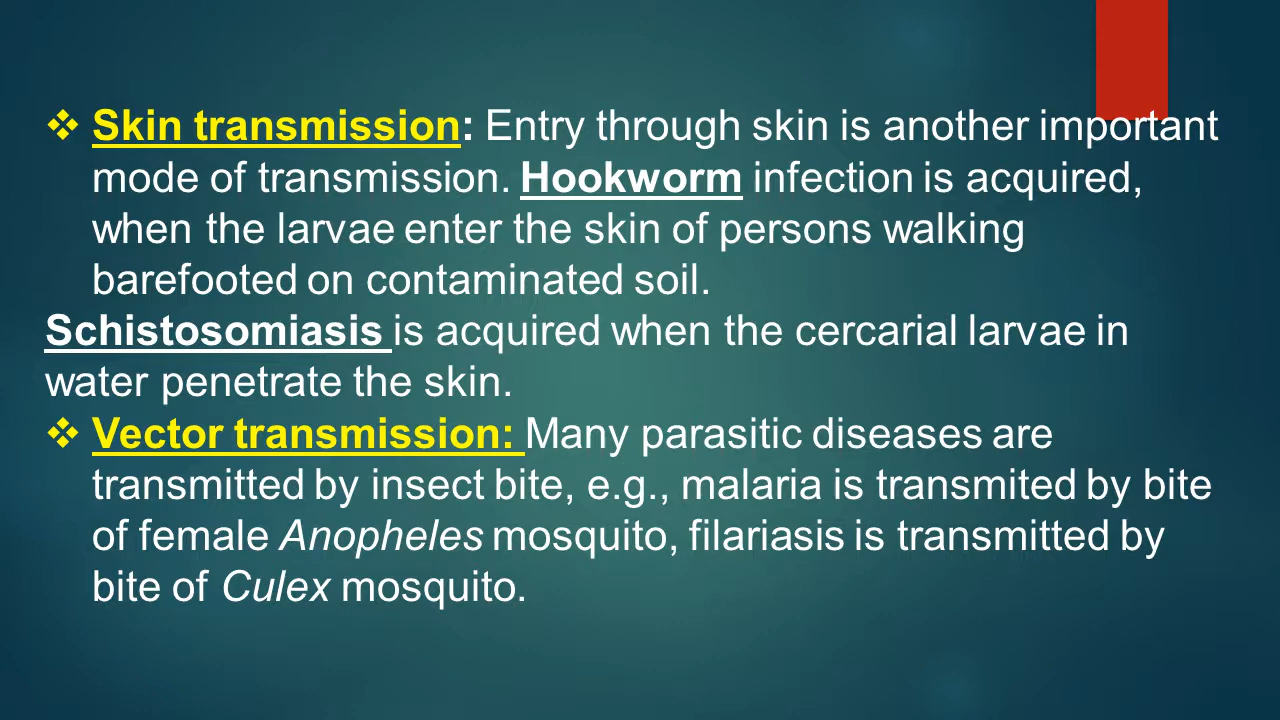 ❖ Skin transmission: Entry through skin is another important
mode of transmission. Hookworm infection is acquired,
when the larvae enter the skin of persons walking
barefooted on contaminated soil.
Schistosomiasis is acquired when the cercarial larvae in
water penetrate the skin.
❖ Vector transmission: Many parasitic diseases are
transmitted by insect bite, e.g., malaria is transmited by bite
of female Anopheles mosquito, filariasis is transmitted by
bite of Culex mosquito.